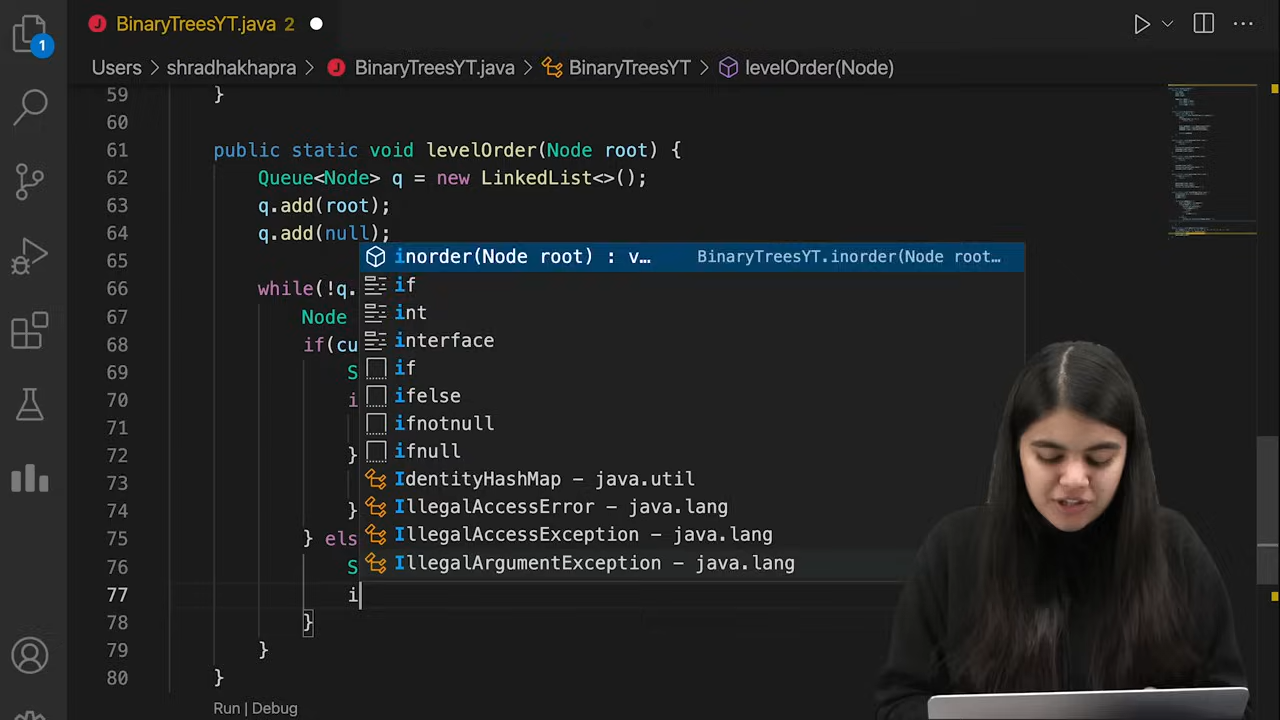 1
BinaryTreesYT.java 2
Users > shradhakhapra > BinaryTreesYT.java > BinaryTreesYT > levelOrder(Node)
59 }
60
61 public static void levelOrder(Node root) {
62 Queue<Node> q = new LinkedList<>();
63 q.add(root);
64 q.add(null);
65
66 while(!q.
67 Node
68 if(cu
69 S
70 i
71
72 }
73
74 }
75 } els
76 S
77 i
78 }
79 }
80 }
inorder(Node root) : v… BinaryTreesYT.inorder(Node root…
if
int
interface
if
ifelse
ifnotnull
ifnull
IdentityHashMap – java.util
IllegalAccessError – java.lang
IllegalAccessException – java.lang
IllegalArgumentException – java.lang
Run | Debug